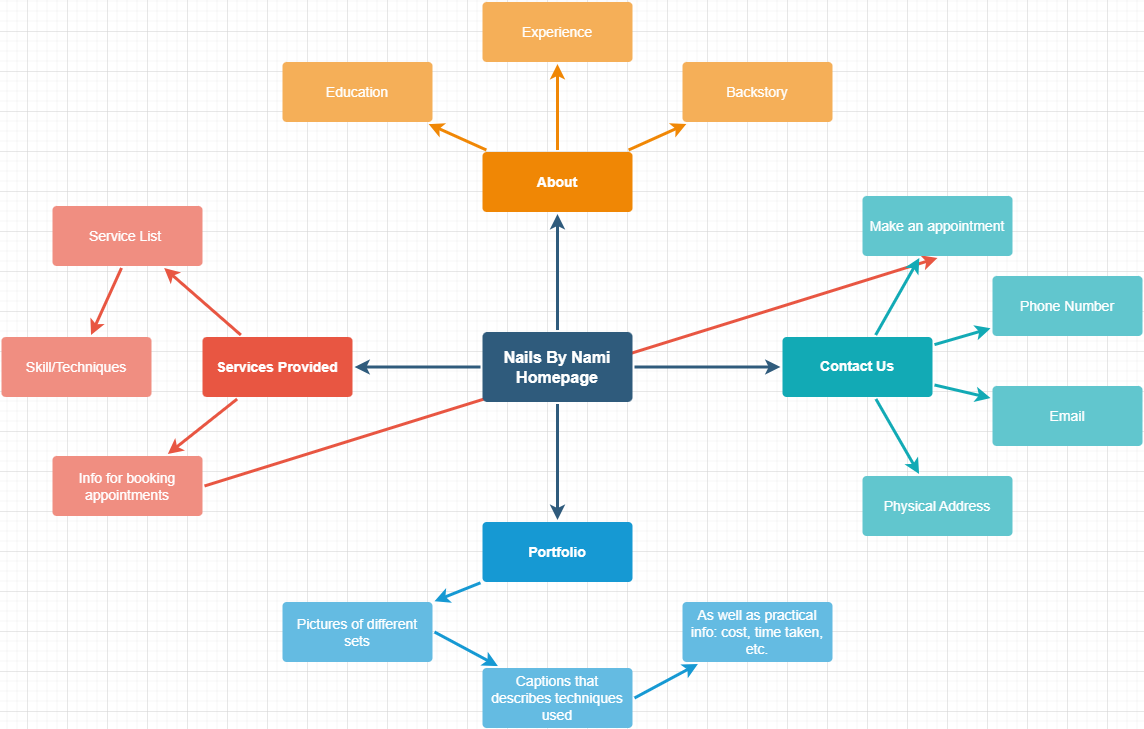 Experience
Education
Backstory
About
Service List
Make an appointment
Phone Number
Skill/Techniques
Services Provided
Nails By Nami
Homepage
Contact Us
Email
Info for booking
appointments
Physical Address
Portfolio
Pictures of different
sets
As well as practical
info: cost, time taken,
etc.
Captions that
describes techniques
used